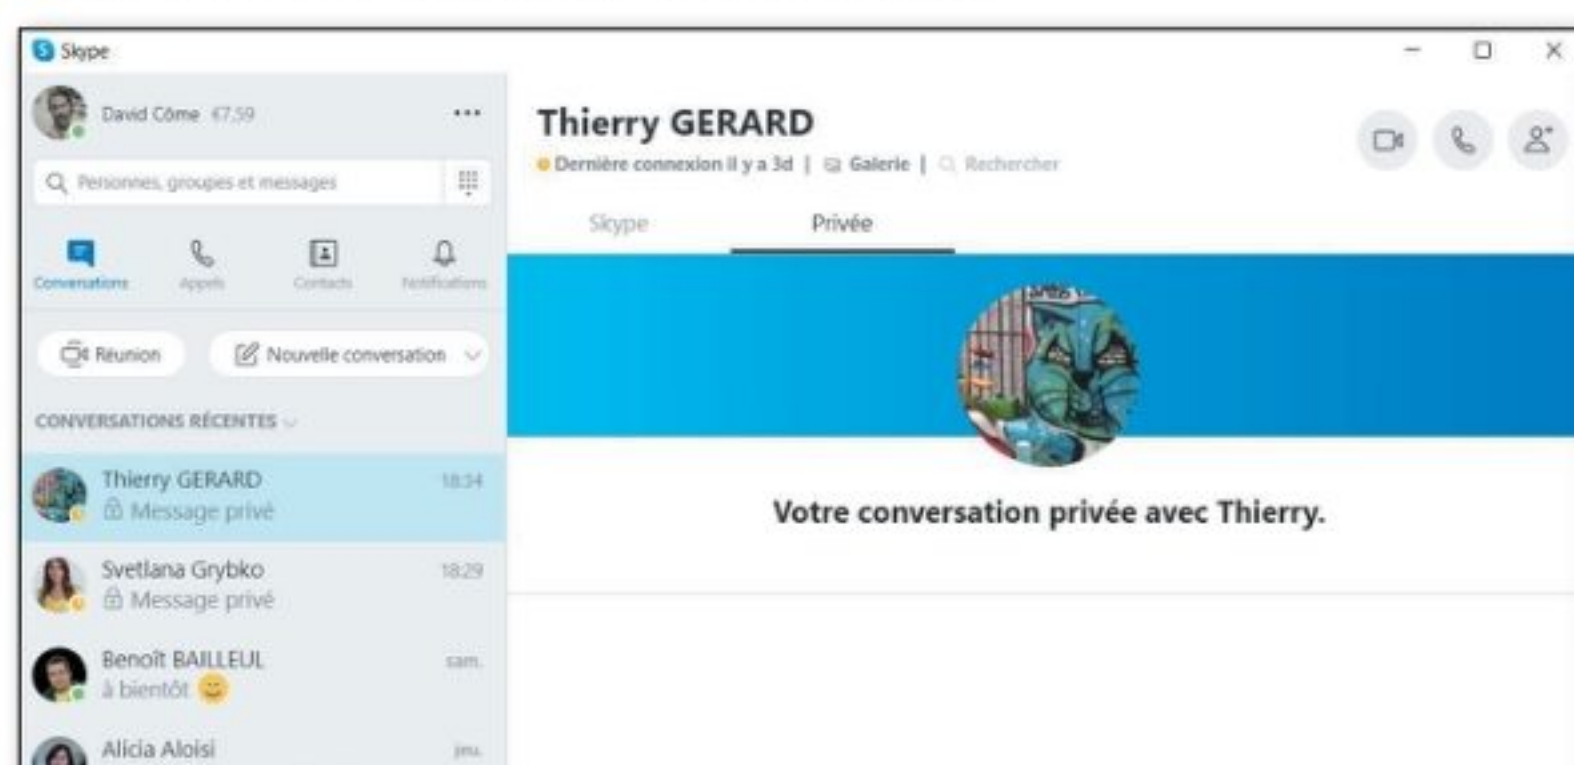 Skype
David Côme €7,59
Personnes, groupes et messages
Conversations Appels Contacts Notifications
Réunion Nouvelle conversation
CONVERSATIONS RÉCENTES
Thierry GERARD 18:34
Message privé
Svetlana Grybko 18:29
Message privé
Benoît BAILLEUL sam.
à bientôt
Alicia Aloisi jeu.
Thierry GERARD
Dernière connexion il y a 3d | Galerie | Rechercher
Skype Privée
Votre conversation privée avec Thierry.